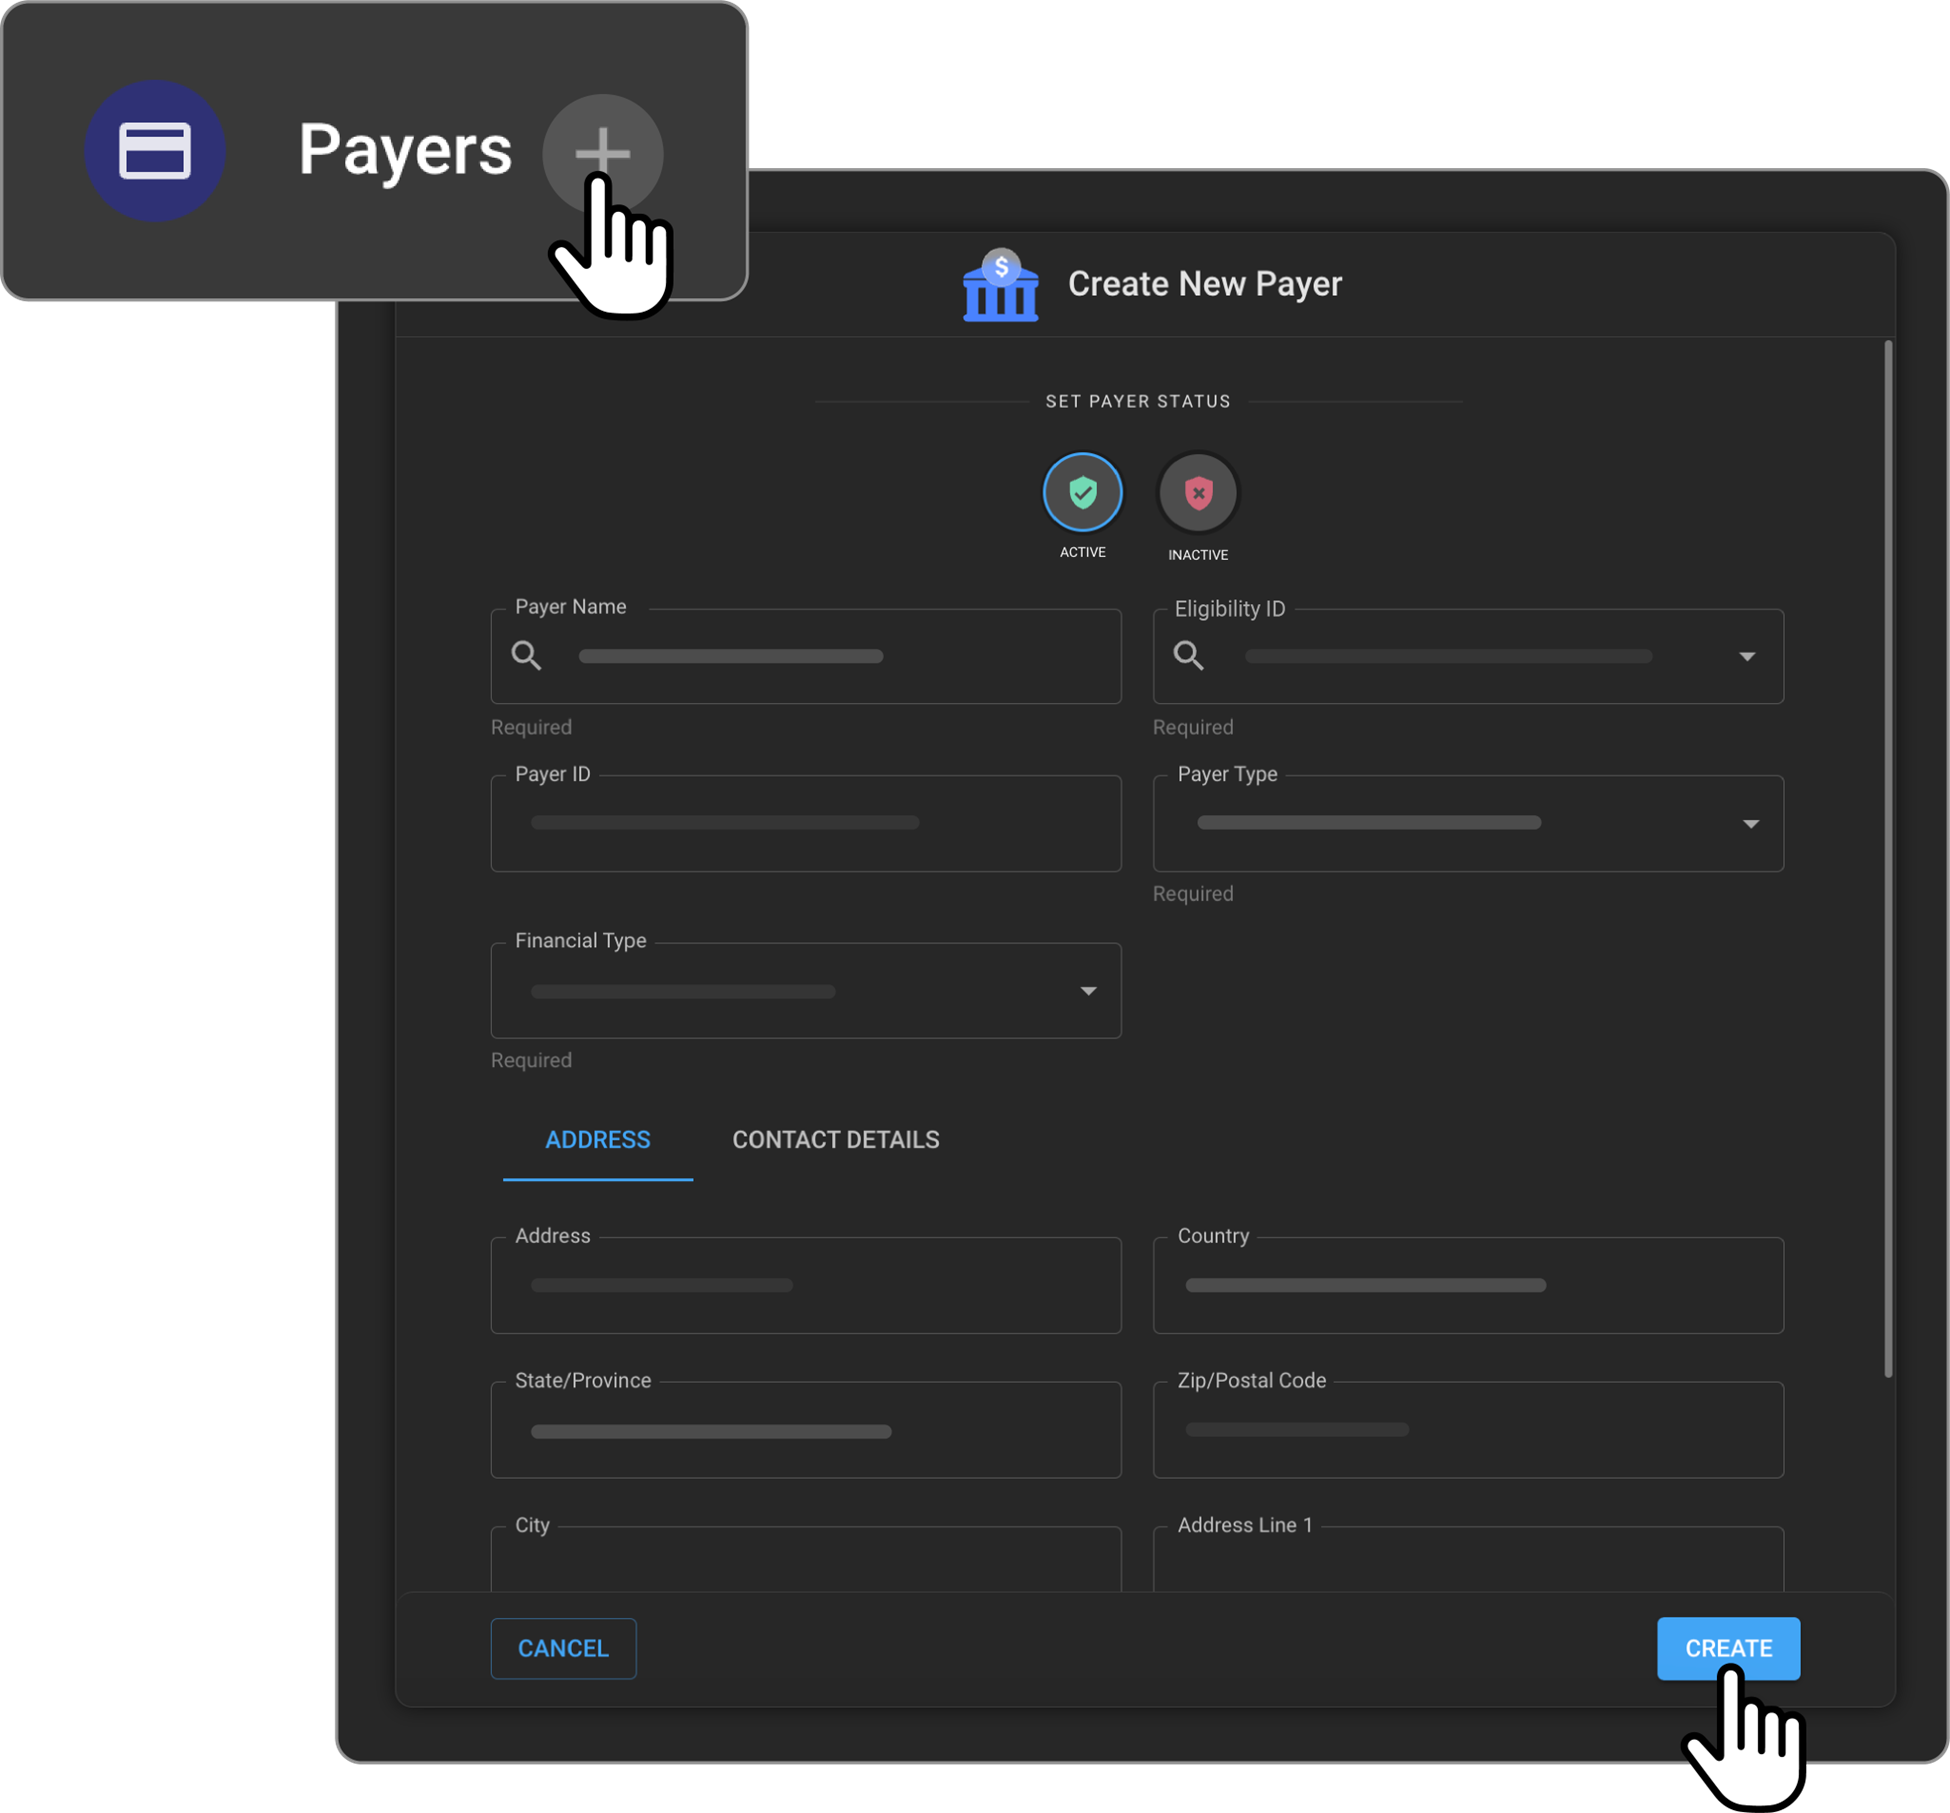 Payers
$
Create New Payer
SET PAYER STATUS
ACTIVE
INACTIVE
Payer Name
Eligibility ID
Required
Required
Payer ID
Payer Type
Required
Financial Type
Required
ADDRESS
CONTACT DETAILS
Address
Country
State/Province
Zip/Postal Code
City
Address Line 1
CANCEL
CREATE